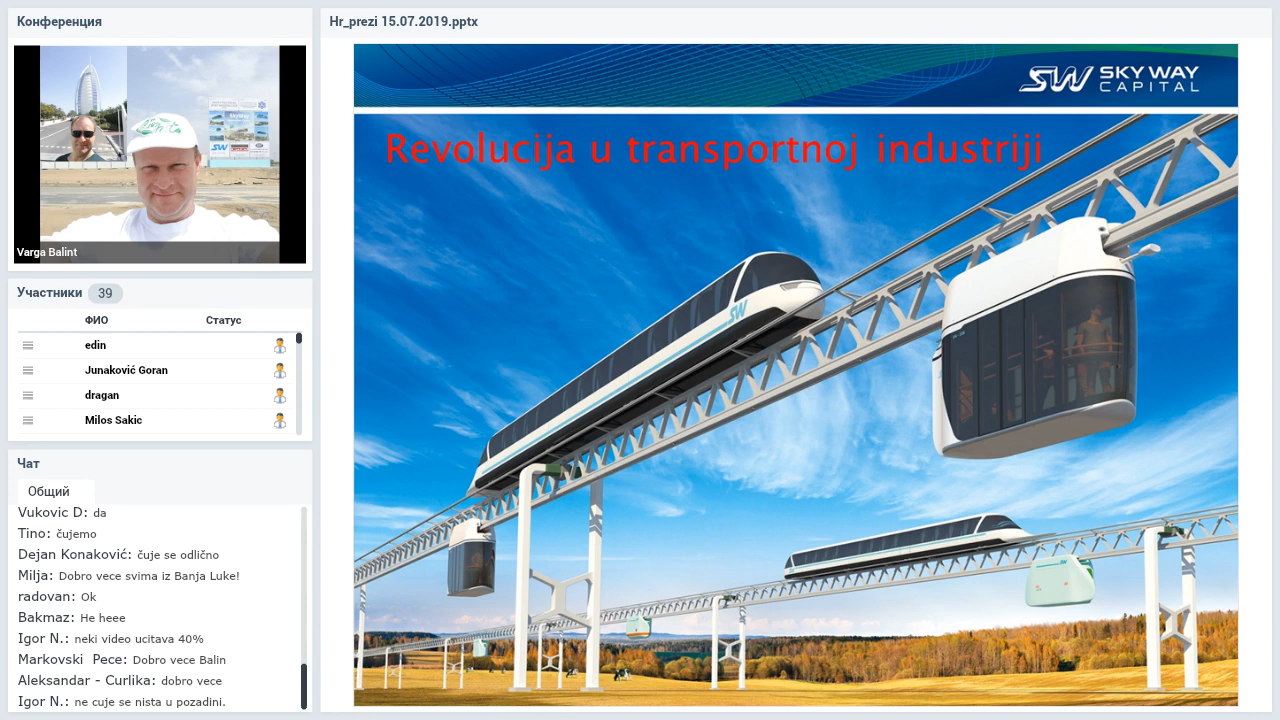 Конференция
Varga Balint
Участники 39
ФИО Статус
edin
Junaković Goran
dragan
Milos Sakic
Чат
Общий
Vukovic D: da
Tino: čujemo
Dejan Konaković: čuje se odlično
Milja: Dobro vece svima iz Banja Luke!
radovan: Ok
Bakmaz: He heee
Igor N.: neki video ucitava 40%
Markovski Pece: Dobro vece Balin
Aleksandar - Curlika: dobro vece
Igor N.: ne cuje se nista u pozadini.
Hr_prezi 15.07.2019.pptx
SW SKY WAY
CAPITAL
Revolucija u transportnoj industriji
SW